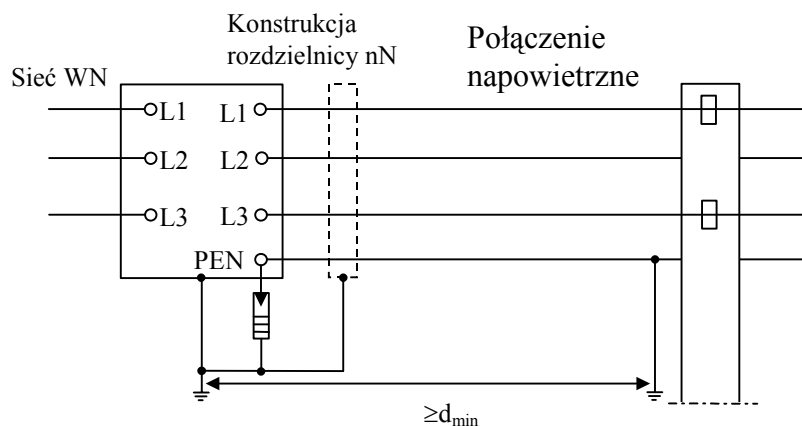 Konstrukcja
rozdzielnicy nN
Połączenie
napowietrzne
Sieć WN
L1 L1
L2 L2
L3 L3
PEN
≥dmin